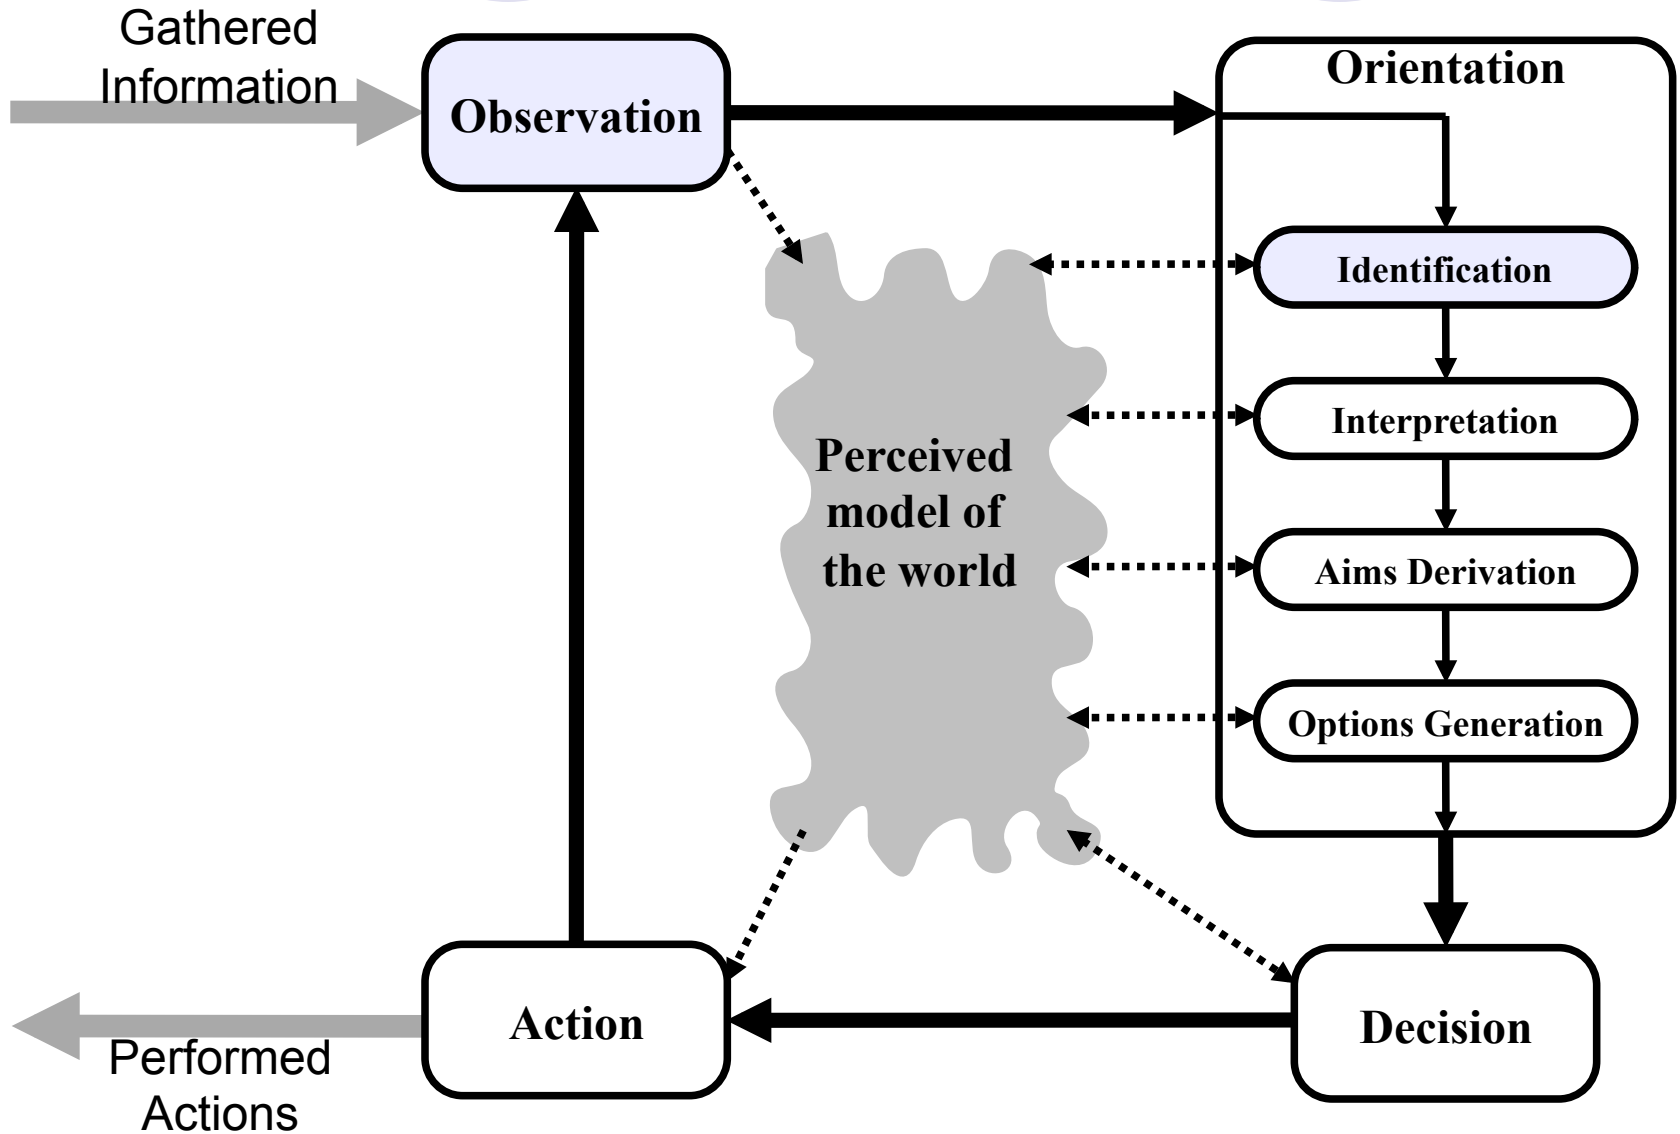 Gathered
Information
Observation
Orientation
Identification
Interpretation
Aims Derivation
Options Generation
Perceived
model of
the world
Action
Decision
Performed
Actions